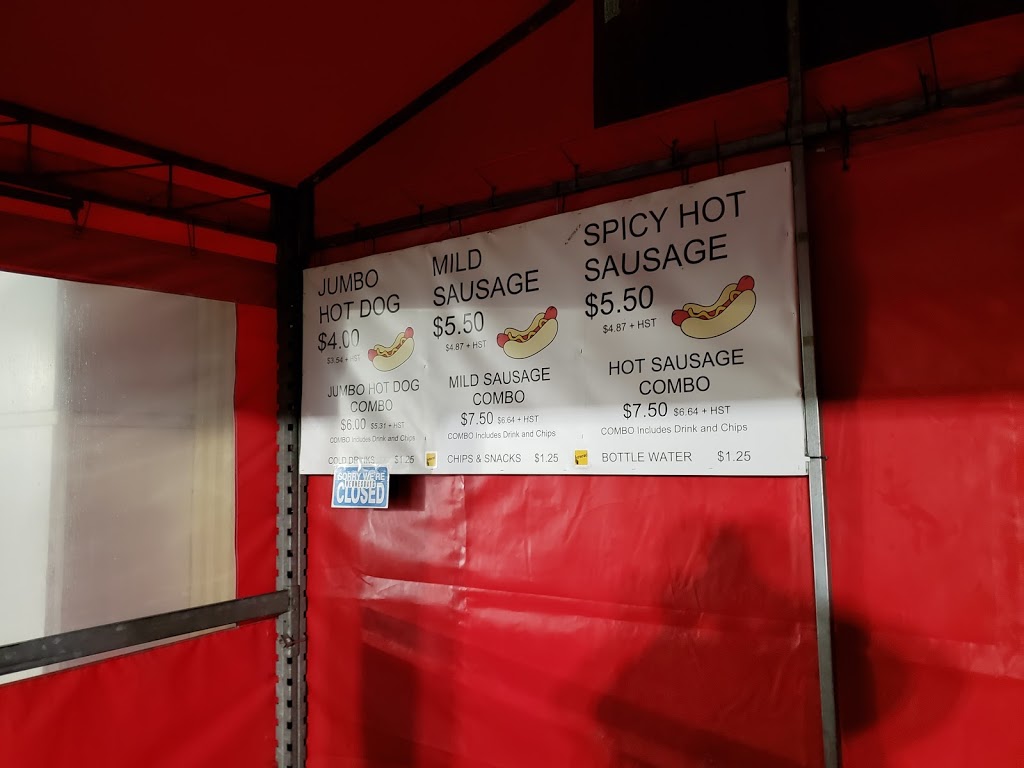 JUMBO
HOT DOG
$4.00
$3.54 + HST
JUMBO HOT DOG
COMBO
$6.00 $5.31 + HST
COMBO Includes Drink and Chips
COLD DRINKS $1.25
MILD
SAUSAGE
$5.50
$4.87 + HST
MILD SAUSAGE
COMBO
$7.50 $6.64 + HST
COMBO Includes Drink and Chips
CHIPS & SNACKS $1.25
SPICY HOT
SAUSAGE
$5.50
$4.87 + HST
HOT SAUSAGE
COMBO
$7.50 $6.64 + HST
COMBO Includes Drink and Chips
BOTTLE WATER $1.25
SORRY WE'RE
CLOSED